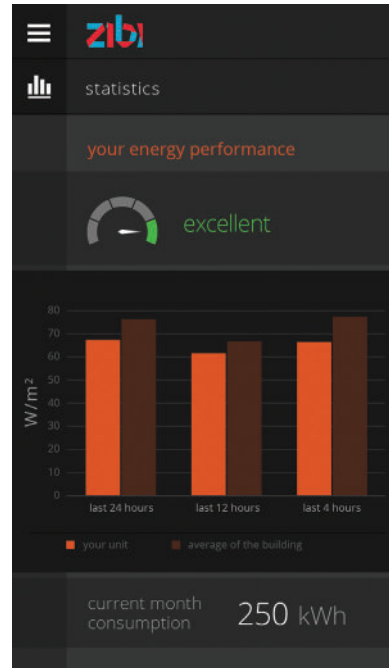 zibi
statistics
your energy performance
excellent
80
70
60
50
40
30
20
10
0
W/m²
last 24 hours
last 12 hours
last 4 hours
your unit
average of the building
current month
consumption
250 kWh